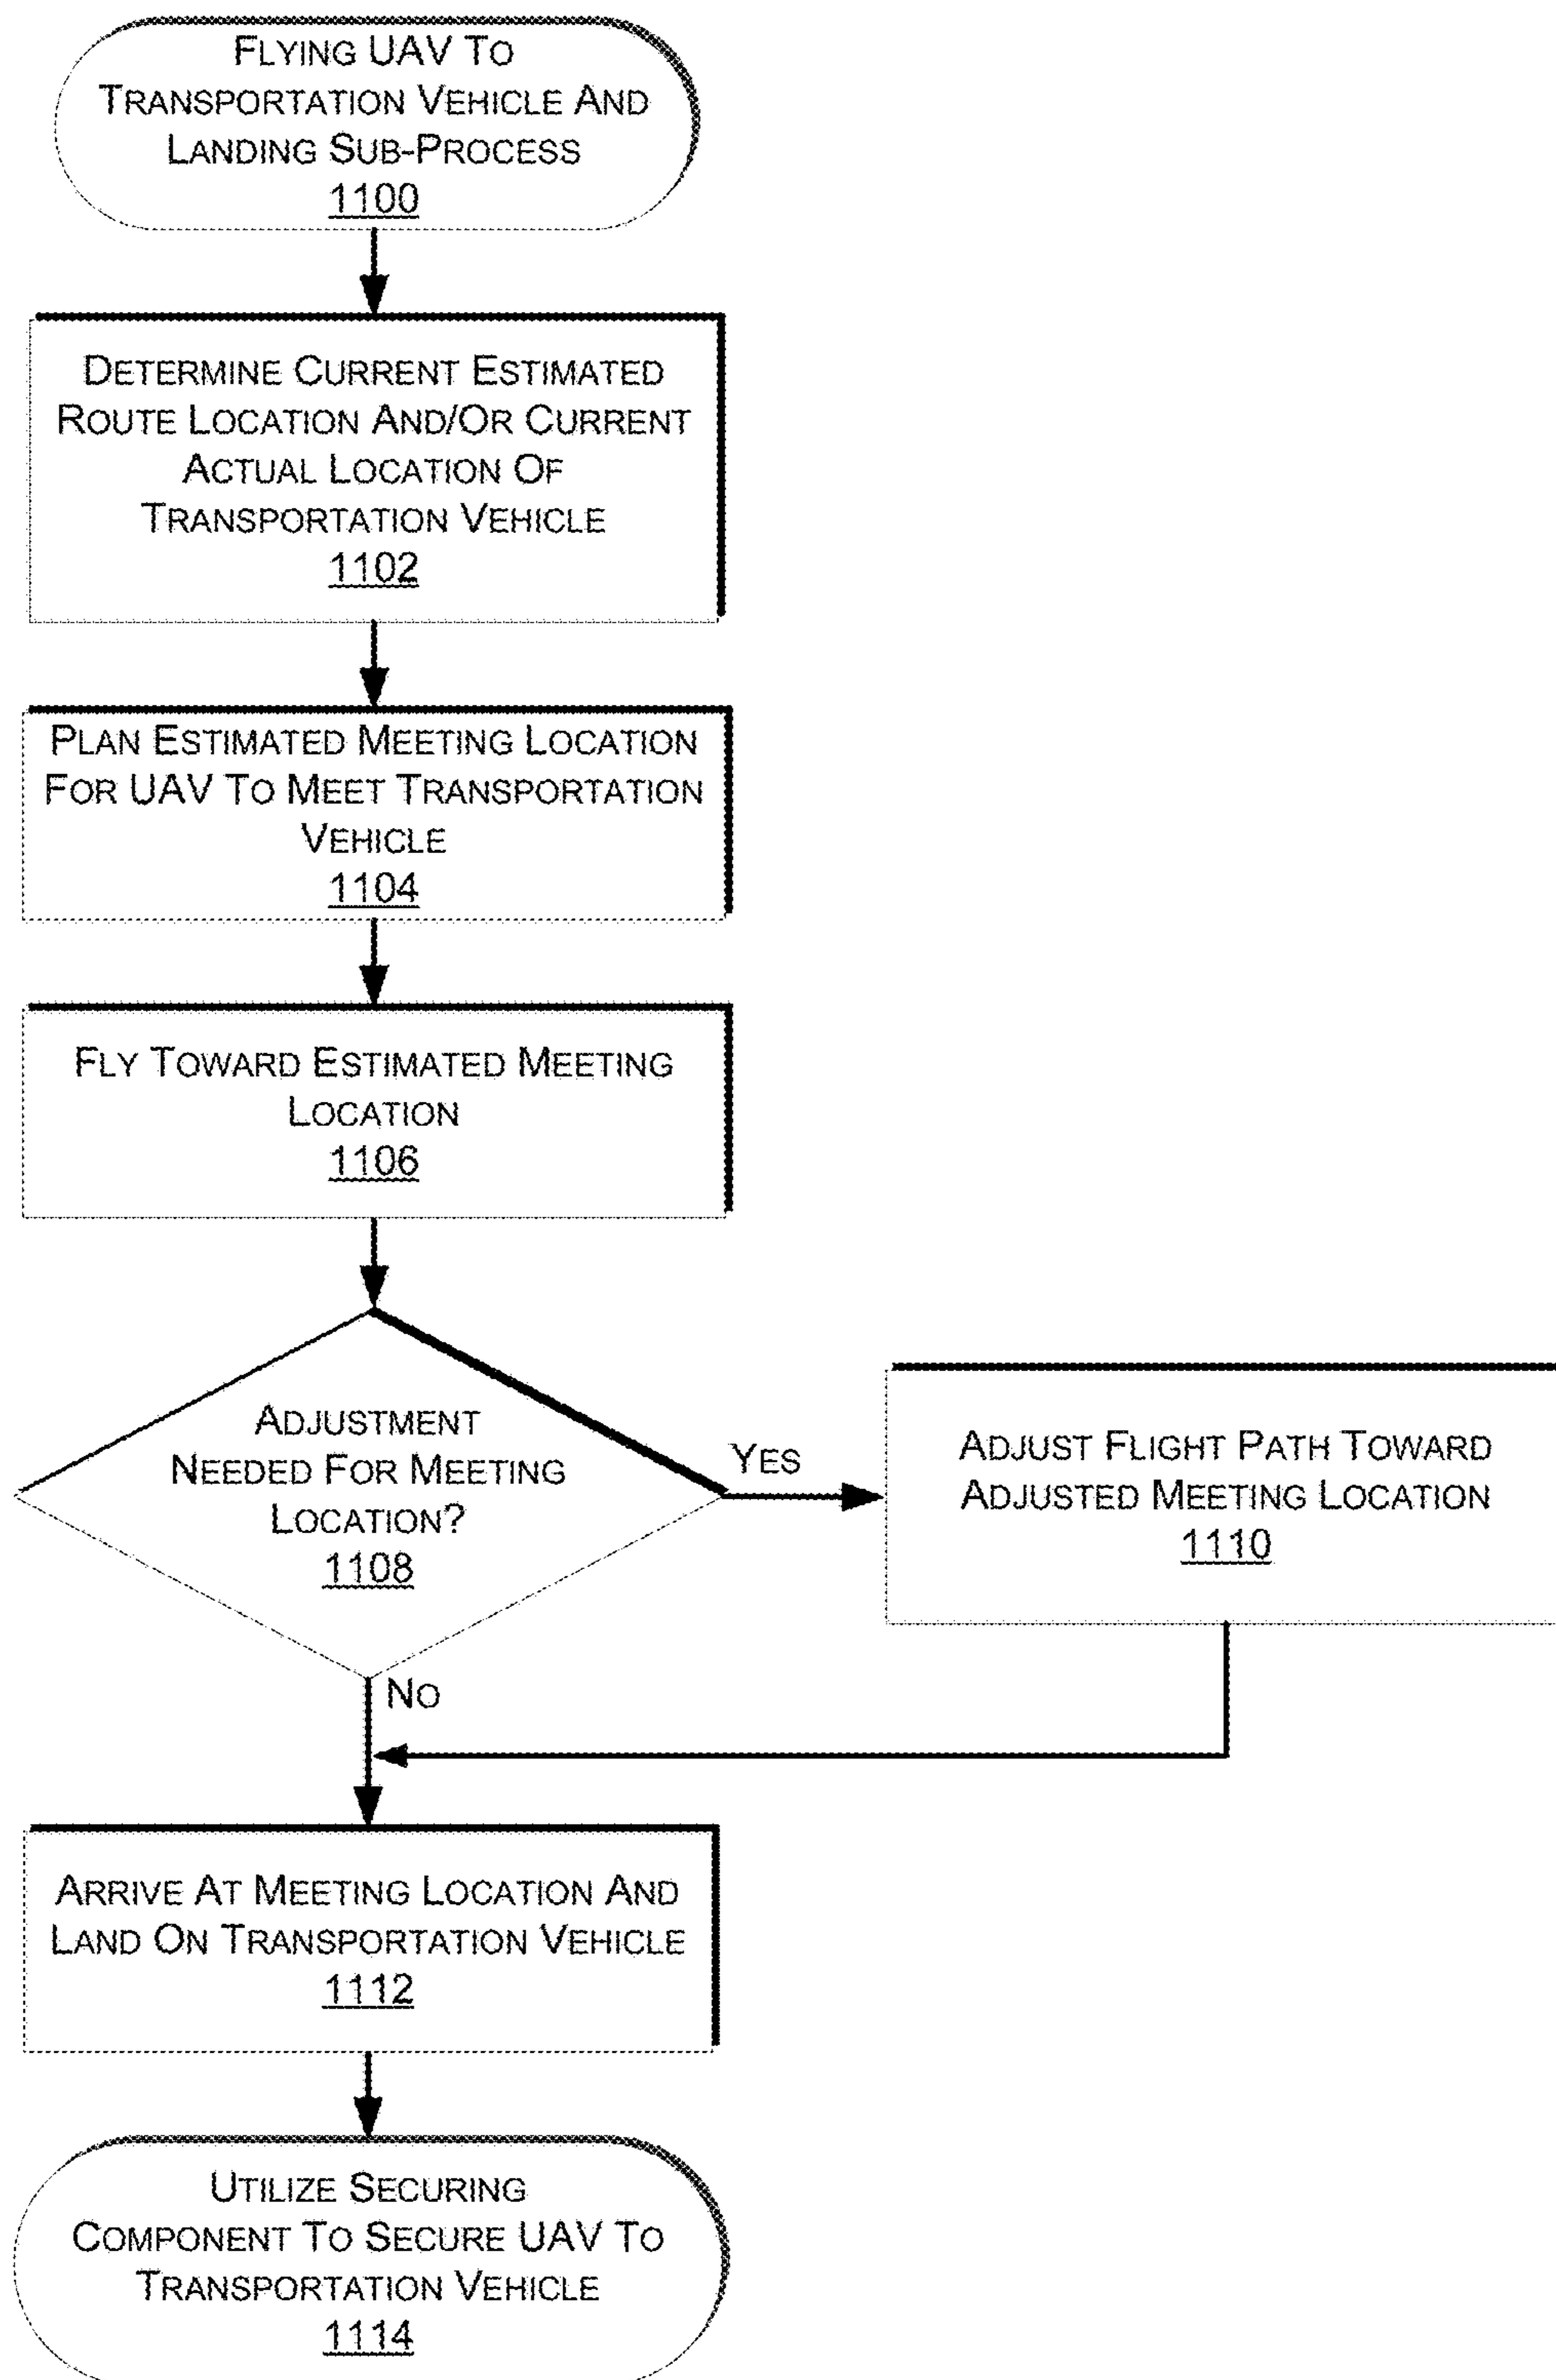 FLYING UAV TO
TRANSPORTATION VEHICLE AND
LANDING SUB-PROCESS
1100
DETERMINE CURRENT ESTIMATED
ROUTE LOCATION AND/OR CURRENT
ACTUAL LOCATION OF
TRANSPORTATION VEHICLE
1102
PLAN ESTIMATED MEETING LOCATION
FOR UAV TO MEET TRANSPORTATION
VEHICLE
1104
FLY TOWARD ESTIMATED MEETING
LOCATION
1106
ADJUSTMENT
NEEDED FOR MEETING
LOCATION?
1108
YES
ADJUST FLIGHT PATH TOWARD
ADJUSTED MEETING LOCATION
1110
NO
ARRIVE AT MEETING LOCATION AND
LAND ON TRANSPORTATION VEHICLE
1112
UTILIZE SECURING
COMPONENT TO SECURE UAV TO
TRANSPORTATION VEHICLE
1114